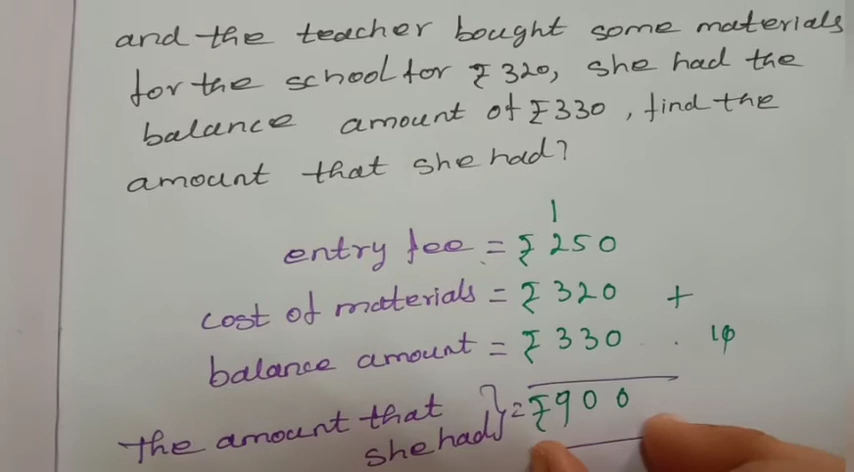 and the teacher bought some materials
for the school for ₹320, she had the
balance amount of ₹330, find the
amount that she had?
1
entry fee = ₹250
cost of materials = ₹320 +
balance amount = ₹330 . 10
the amount that
she had} = ₹900